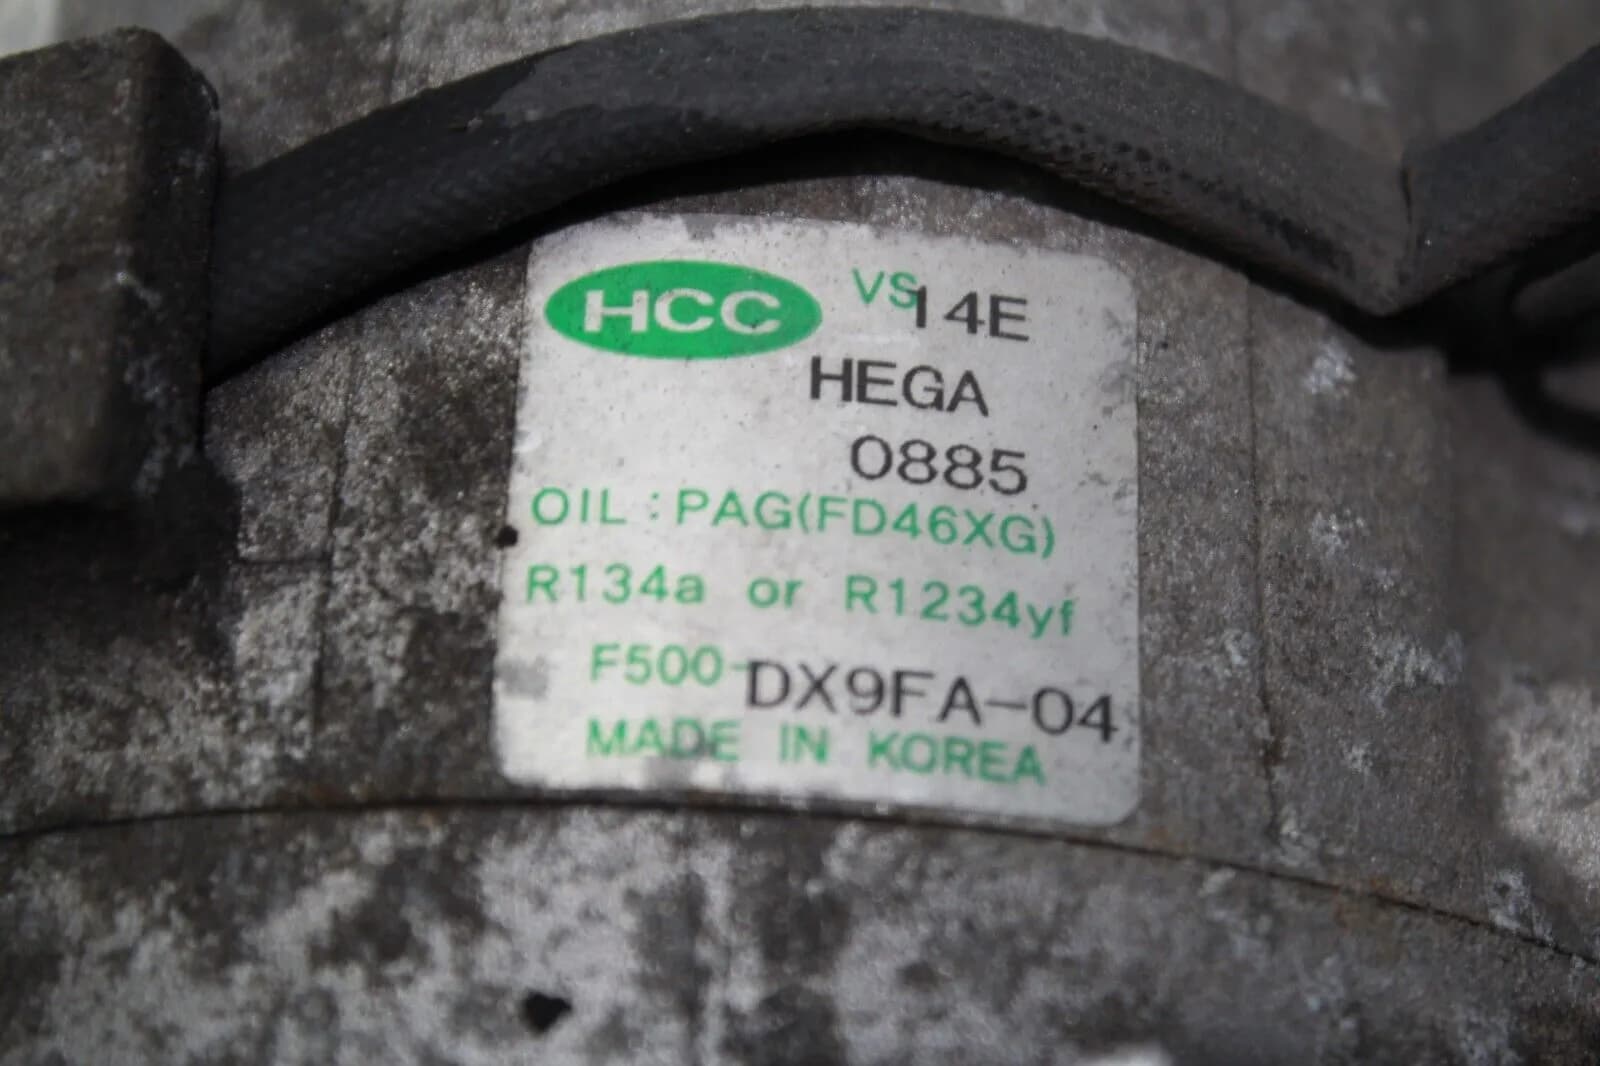 HCC VS14E
HEGA
0885
OIL : PAG(FD46XG)
R134a or R1234yf
F500-DX9FA-04
MADE IN KOREA